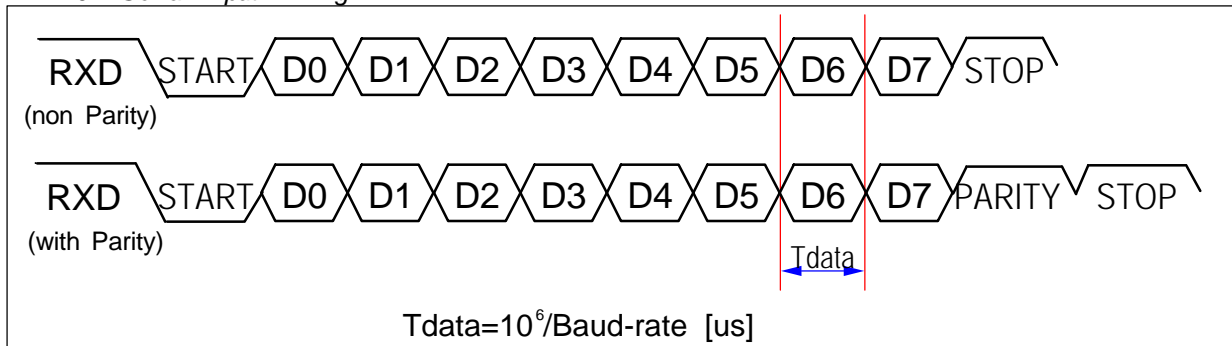 RXD START D0 D1 D2 D3 D4 D5 D6 D7 STOP
(non Parity)
RXD START D0 D1 D2 D3 D4 D5 D6 D7 PARITY STOP
(with Parity)
Tdata
Tdata=10⁶/Baud-rate [us]